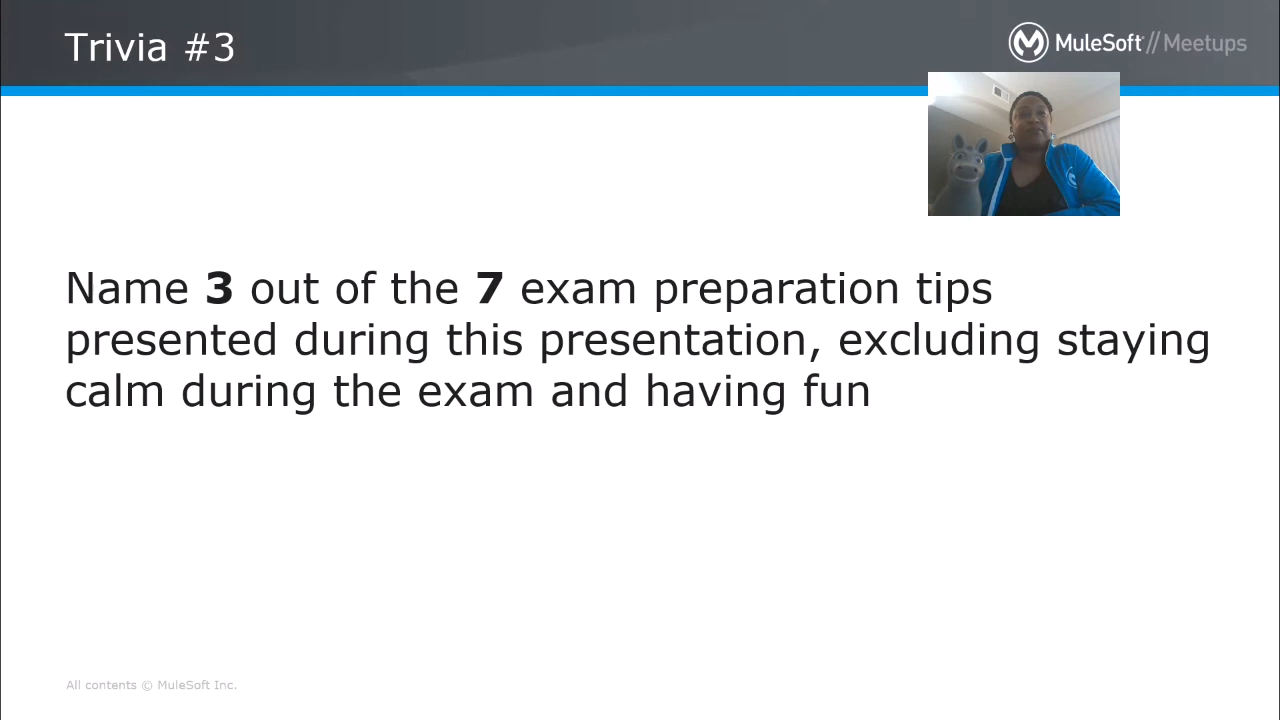 Trivia #3
MuleSoft // Meetups
Name 3 out of the 7 exam preparation tips
presented during this presentation, excluding staying
calm during the exam and having fun
All contents © MuleSoft Inc.